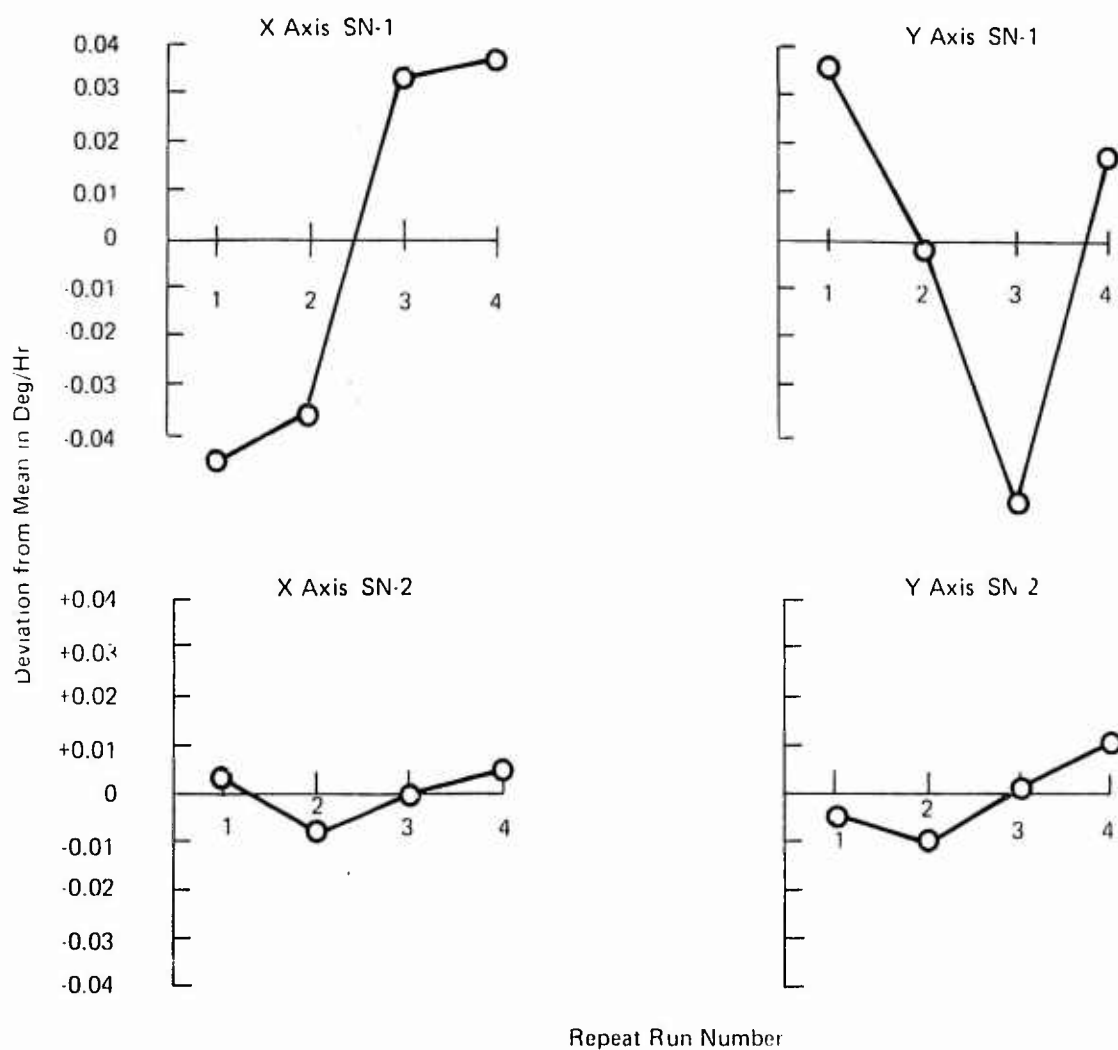 X Axis SN-1
0.04
0.03
0.02
0.01
0
-0.01
-0.02
-0.03
-0.04
1 2 3 4
Y Axis SN-1
1 2 3 4
Deviation from Mean in Deg/Hr
X Axis SN-2
+0.04
+0.03
+0.02
+0.01
0
-0.01
-0.02
-0.03
-0.04
1 2 3 4
Y Axis SN 2
1 2 3 4
Repeat Run Number